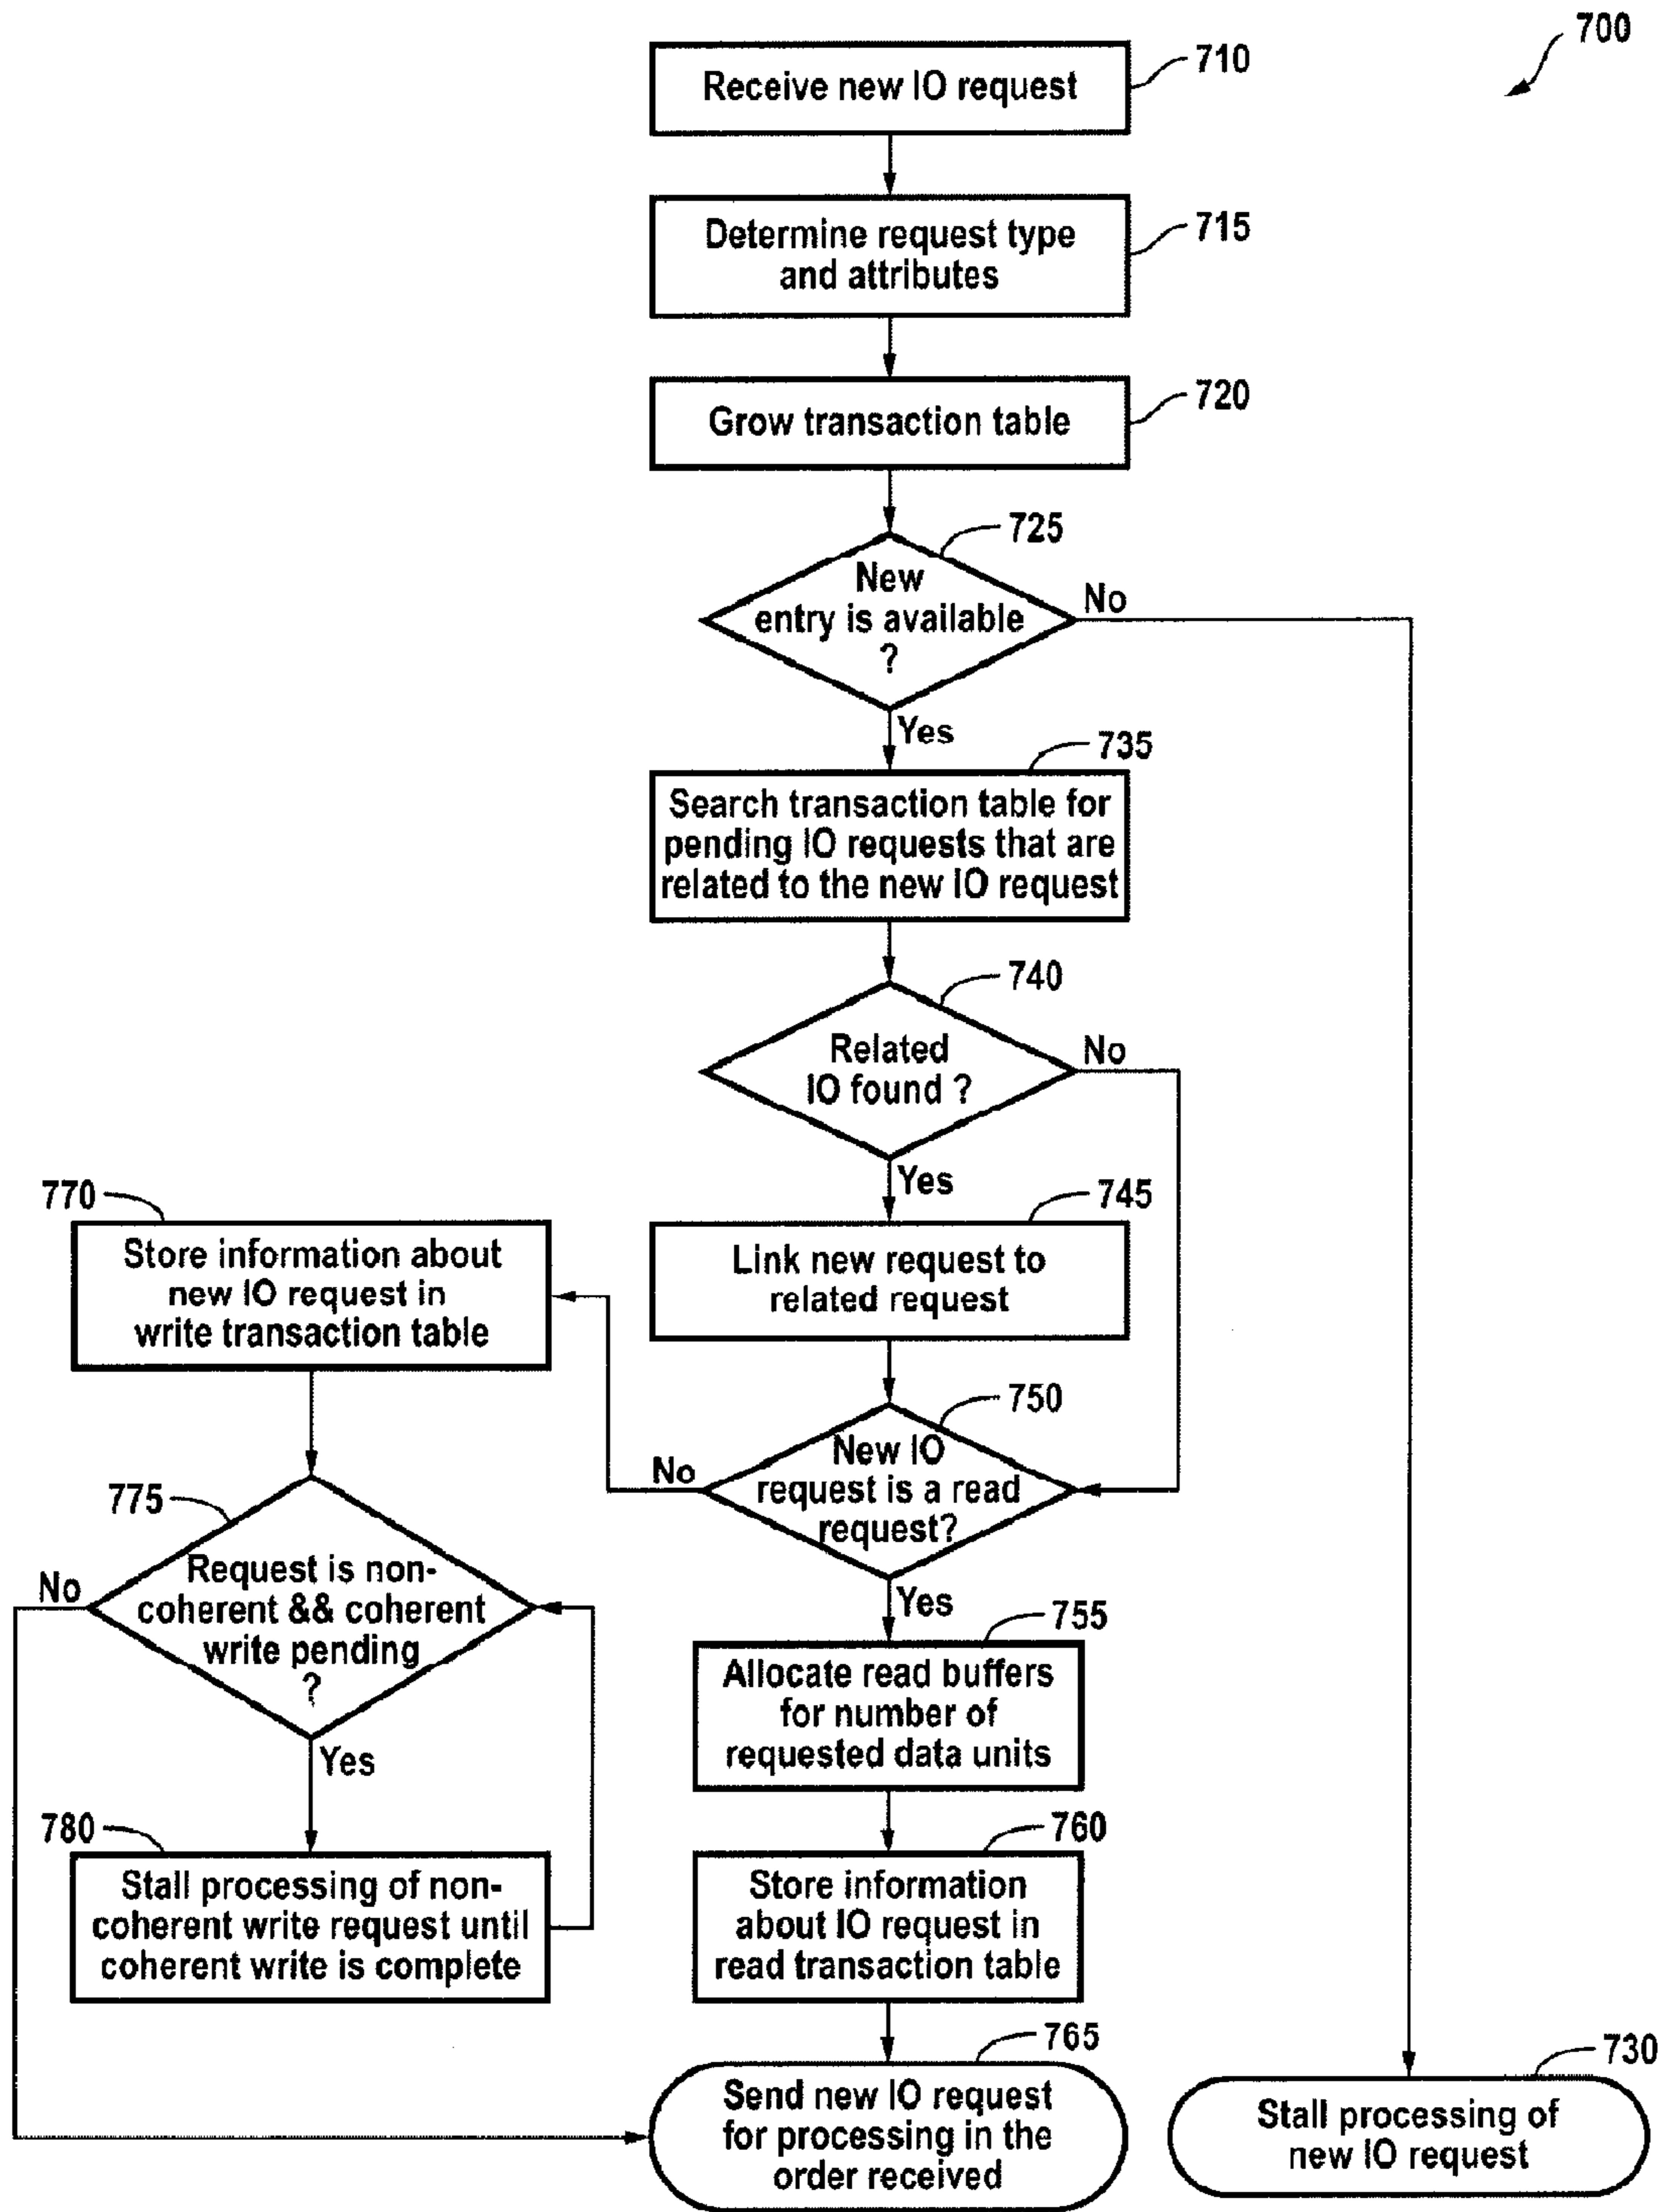 700
710
Receive new IO request
715
Determine request type
and attributes
720
Grow transaction table
725
New
entry is available
?
No
Yes
735
Search transaction table for
pending IO requests that are
related to the new IO request
740
Related
IO found ?
No
Yes
745
Link new request to
related request
770
Store information about
new IO request in
write transaction table
750
New IO
request is a read
request?
No
Yes
775
Request is non-
coherent && coherent
write pending
?
No
Yes
755
Allocate read buffers
for number of
requested data units
780
Stall processing of non-
coherent write request until
coherent write is complete
760
Store information
about IO request in
read transaction table
765
Send new IO request
for processing in the
order received
730
Stall processing of
new IO request